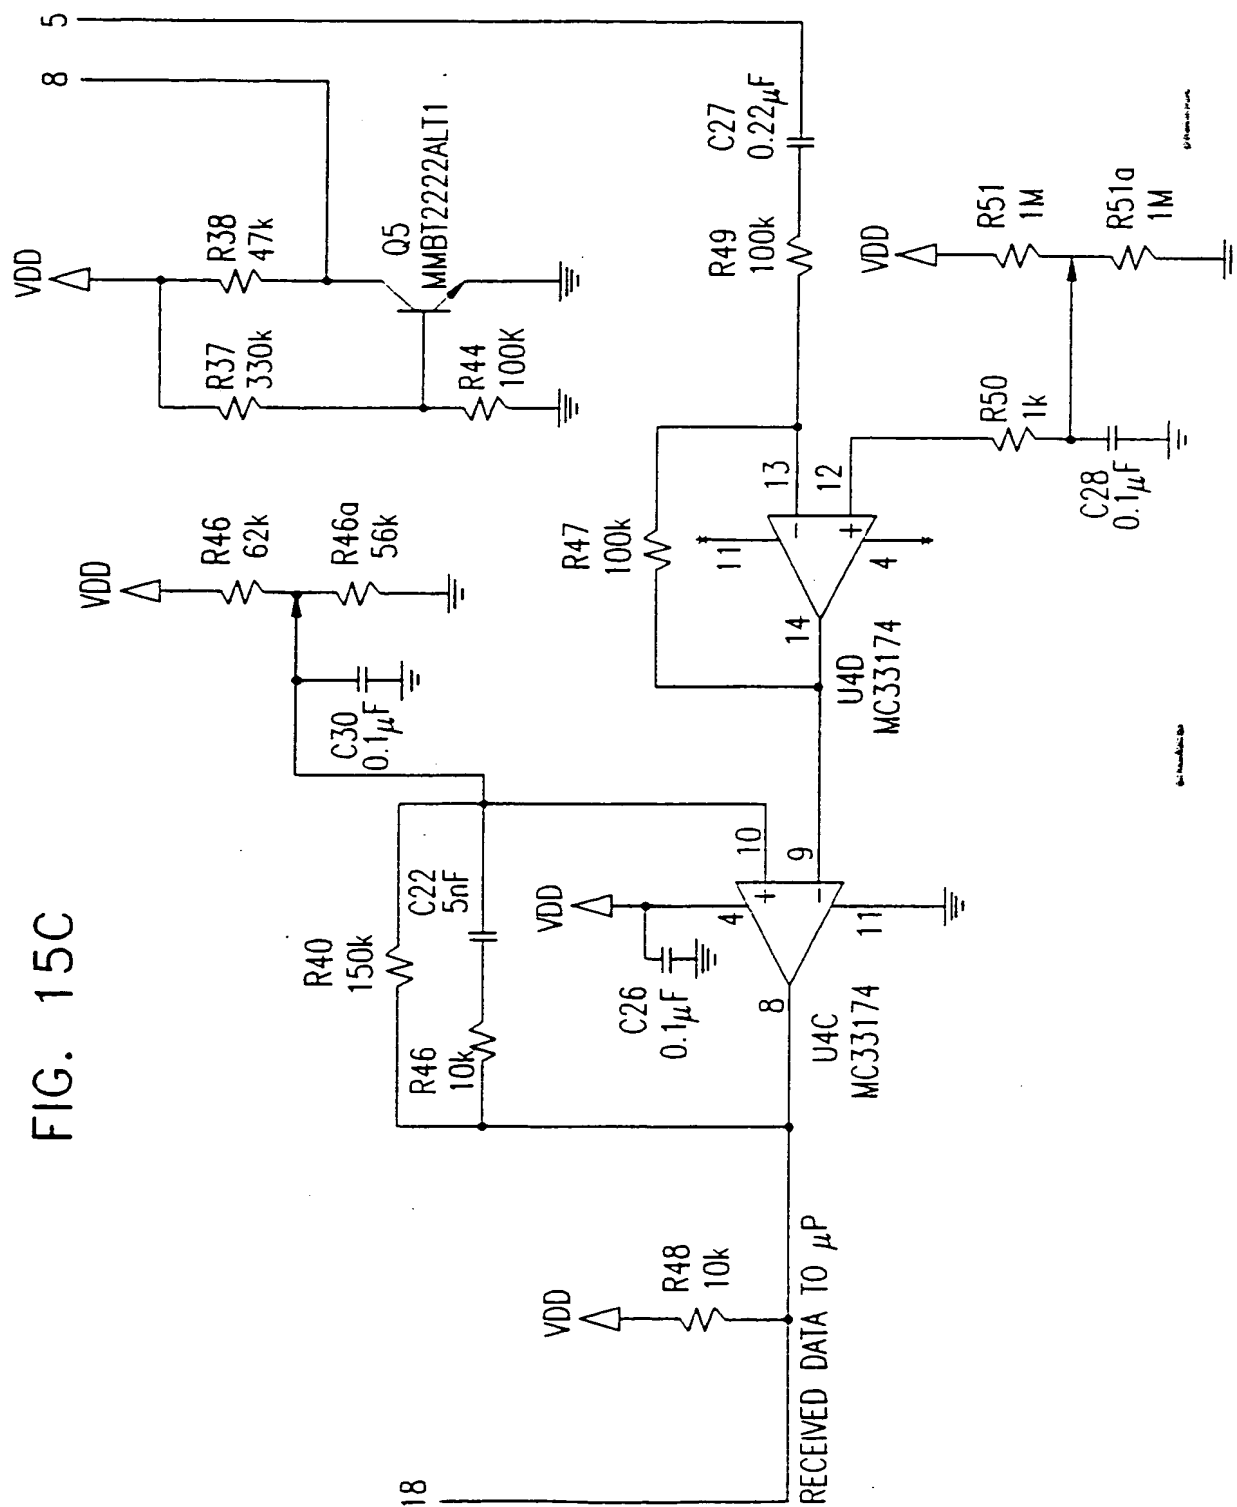 FIG. 15C
18
RECEIVED DATA TO µP
VDD
R48
10k
R40
150k
R46
10k
C22
5nF
VDD
C26
0.1µF
4
10
9
8
11
U4C
MC33174
VDD
R46
62k
R46a
56k
C30
0.1µF
R47
100k
13
12
11
4
14
U4D
MC33174
VDD
R37
330k
R38
47k
R44
100K
Q5
MMBT2222ALT1
8
5
R49
100k
C27
0.22µF
VDD
R51
1M
R51a
1M
R50
1k
C28
0.1µF